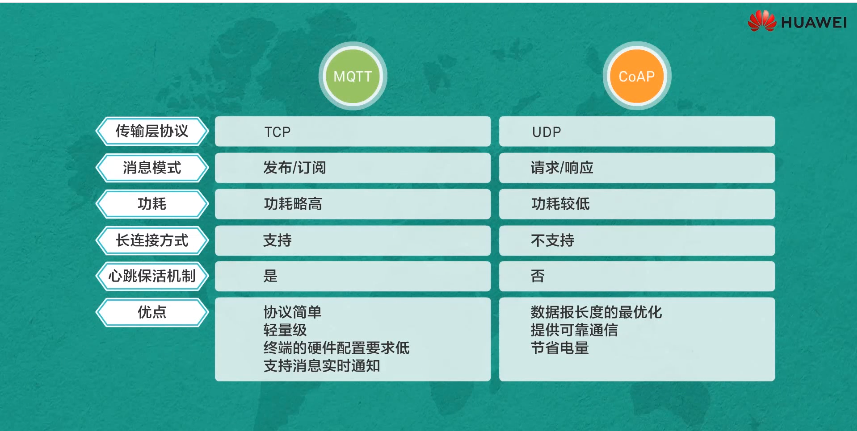 HUAWEI
MQTT CoAP
传输层协议 TCP UDP
消息模式 发布/订阅 请求/响应
功耗 功耗略高 功耗较低
长连接方式 支持 不支持
心跳保活机制 是 否
优点 协议简单 数据报长度的最优化
轻量级 提供可靠通信
终端的硬件配置要求低 节省电量
支持消息实时通知